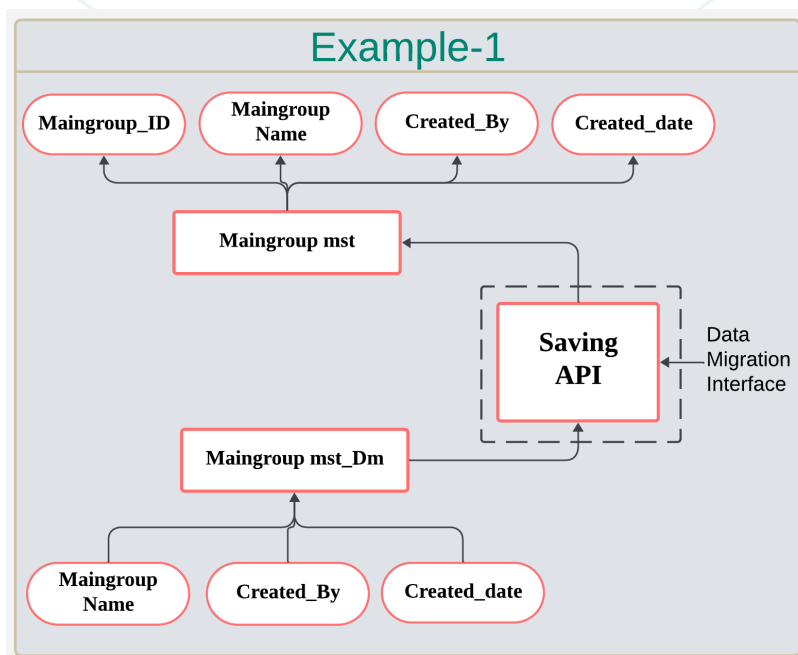 Example-1
Maingroup_ID
Maingroup
Name
Created_By
Created_date
Maingroup mst
Saving
API
Data
Migration
Interface
Maingroup mst_Dm
Maingroup
Name
Created_By
Created_date